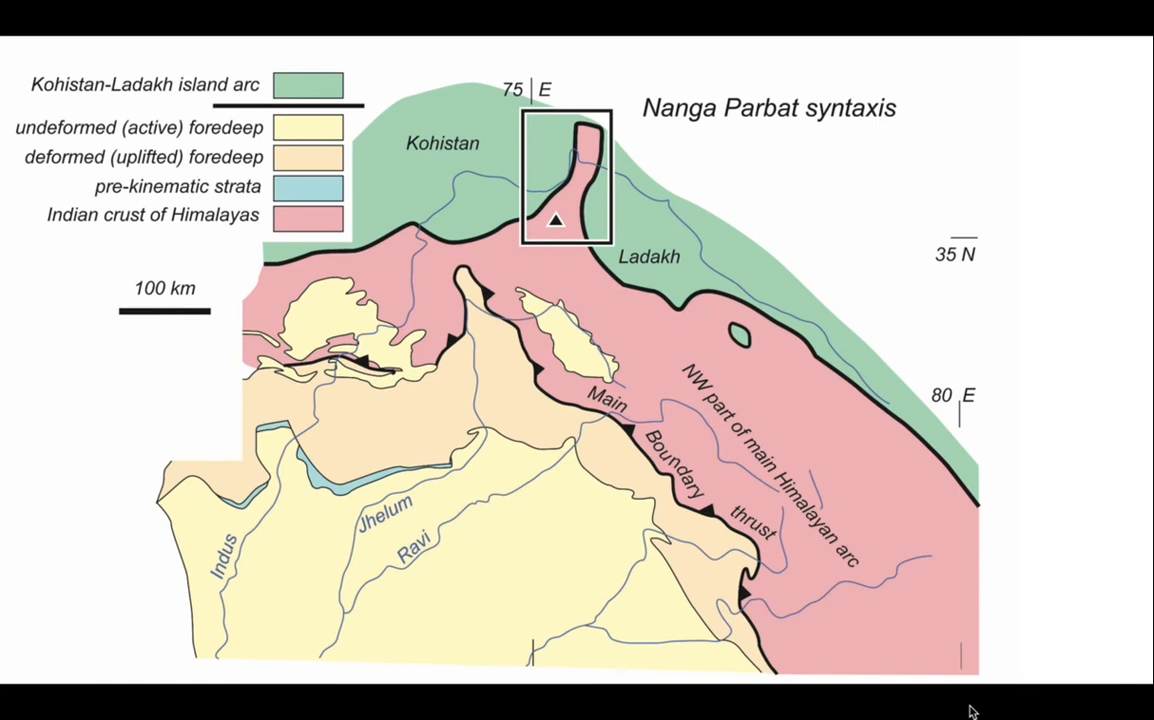 Kohistan-Ladakh island arc
undeformed (active) foredeep
deformed (uplifted) foredeep
pre-kinematic strata
Indian crust of Himalayas
100 km
75 E
Nanga Parbat syntaxis
Kohistan
Ladakh
35 N
80 E
Main
Boundary
thrust
NW part of main Himalayan arc
Indus
Jhelum
Ravi